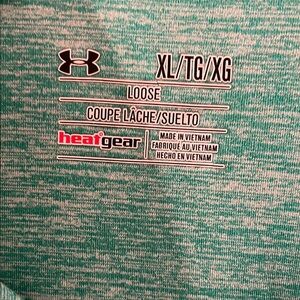 XL/TG/XG
LOOSE
COUPE LÂCHE/SUELTO
heatgear
MADE IN VIETNAM
FABRIQUÉ AU VIETNAM
HECHO EN VIETNAM